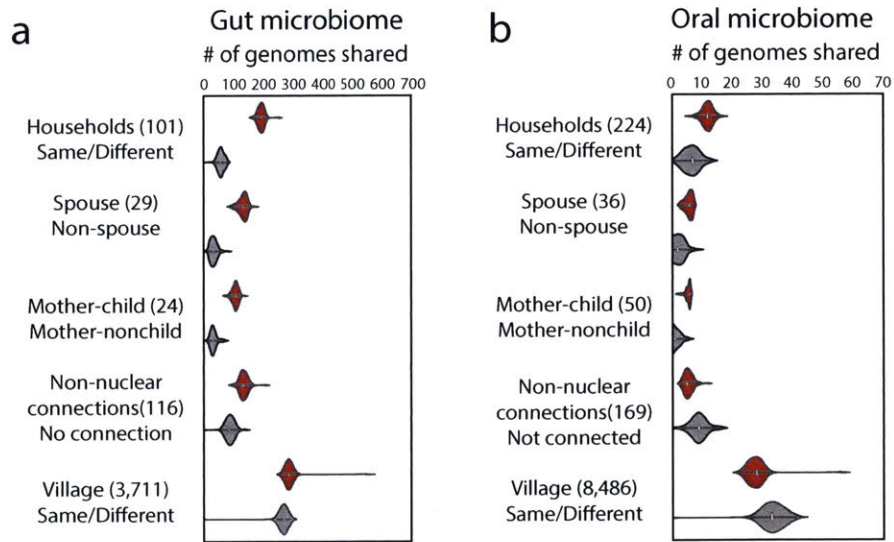 a
Gut microbiome
# of genomes shared
0 100 200 300 400 500 600 700
Households (101)
Same/Different
Spouse (29)
Non-spouse
Mother-child (24)
Mother-nonchild
Non-nuclear
connections(116)
No connection
Village (3,711)
Same/Different
b
Oral microbiome
# of genomes shared
0 10 20 30 40 50 60 70
Households (224)
Same/Different
Spouse (36)
Non-spouse
Mother-child (50)
Mother-nonchild
Non-nuclear
connections(169)
Not connected
Village (8,486)
Same/Different